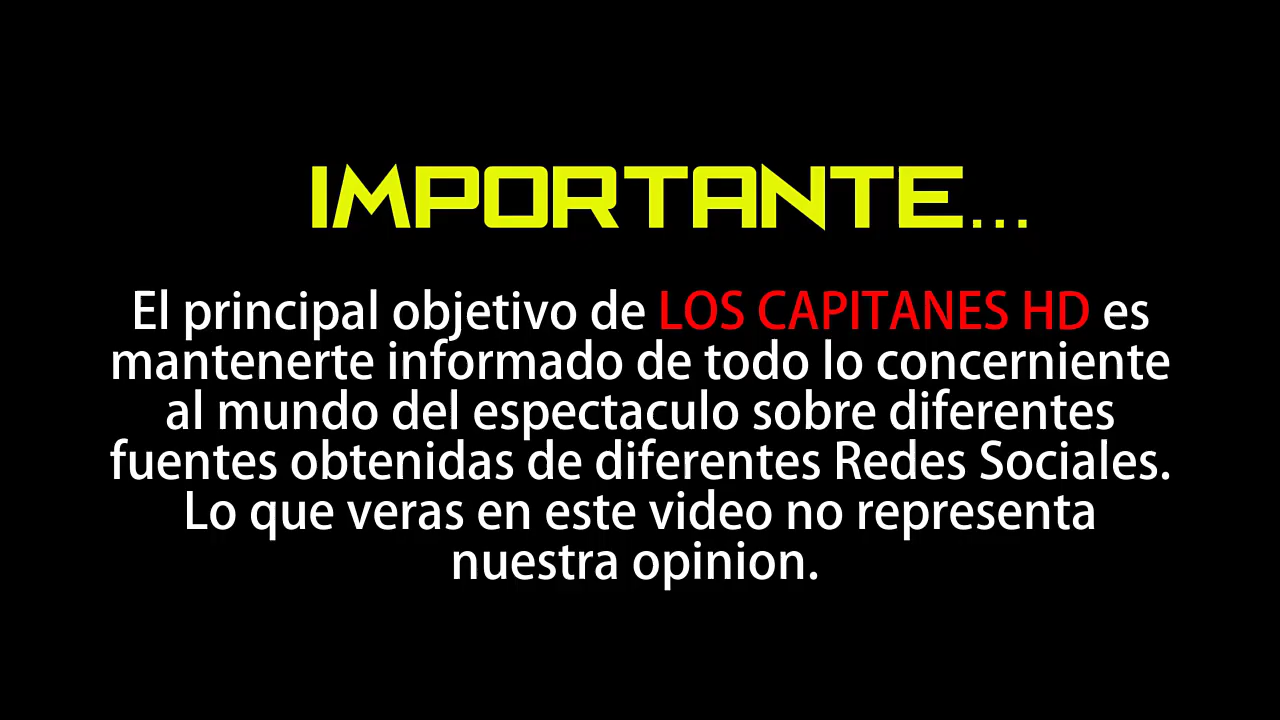 IMPORTANTE...
El principal objetivo de LOS CAPITANES HD es
mantenerte informado de todo lo concerniente
al mundo del espectaculo sobre diferentes
fuentes obtenidas de diferentes Redes Sociales.
Lo que veras en este video no representa
nuestra opinion.